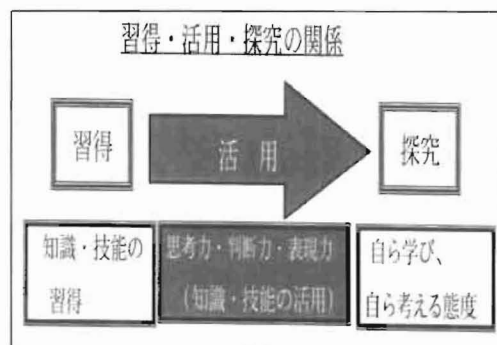 習得・活用・探究の関係
習得
活用
探究
知識・技能の
習得
思考力・判断力・表現力
(知識・技能の活用)
自ら学び、
自ら考える態度